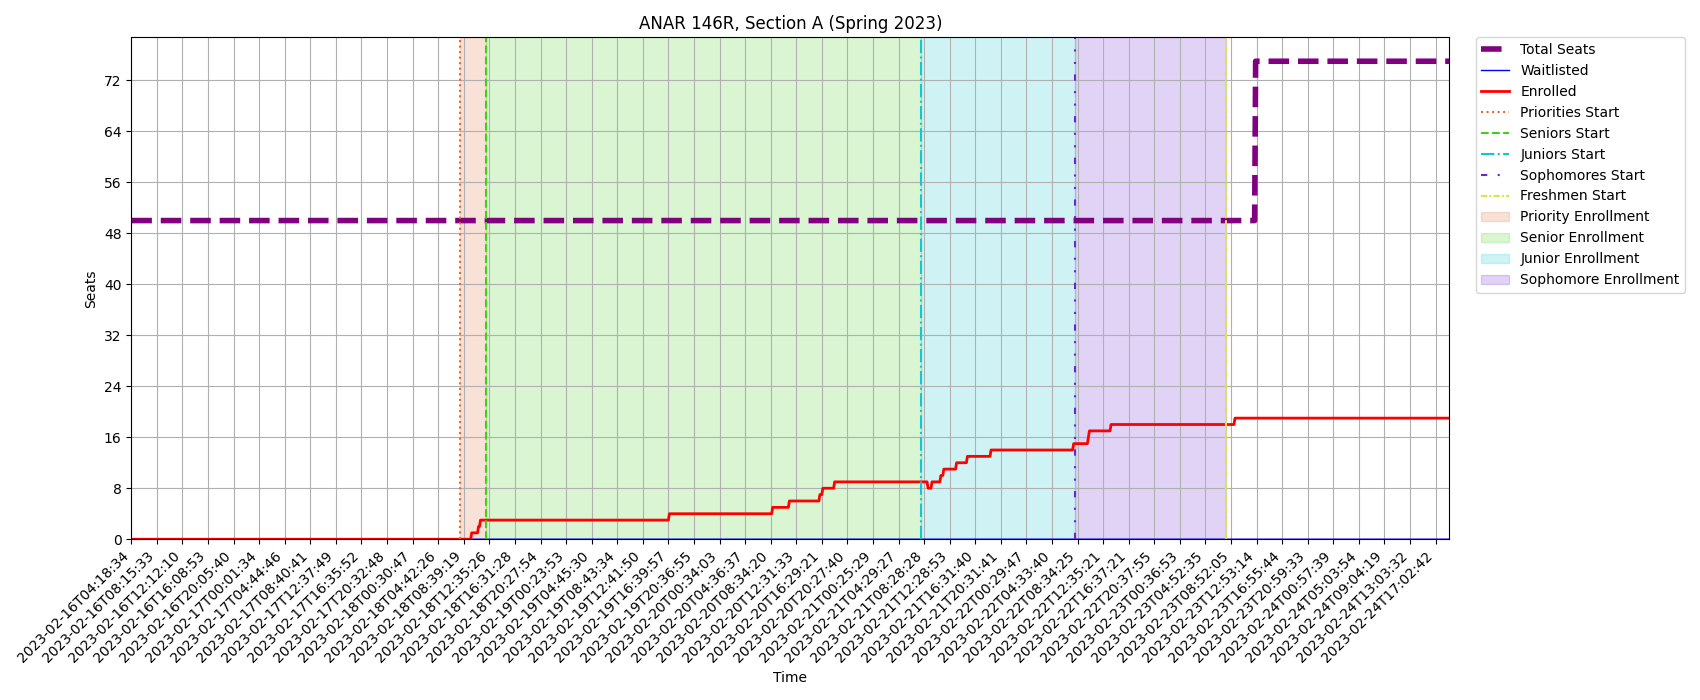 ANAR 146R, Section A (Spring 2023)
Seats
72
64
56
48
40
32
24
16
8
0
Total Seats
Waitlisted
Enrolled
Priorities Start
Seniors Start
Juniors Start
Sophomores Start
Freshmen Start
Priority Enrollment
Senior Enrollment
Junior Enrollment
Sophomore Enrollment
2023-02-16T04:18:34
2023-02-16T08:15:33
2023-02-16T12:12:10
2023-02-16T16:08:53
2023-02-16T20:05:40
2023-02-17T00:01:34
2023-02-17T04:44:46
2023-02-17T08:40:41
2023-02-17T12:37:49
2023-02-17T16:35:52
2023-02-17T20:32:48
2023-02-18T00:30:47
2023-02-18T04:42:26
2023-02-18T08:39:19
2023-02-18T12:35:26
2023-02-18T16:31:28
2023-02-18T20:27:54
2023-02-19T00:23:53
2023-02-19T04:45:30
2023-02-19T08:43:34
2023-02-19T12:41:50
2023-02-19T16:39:57
2023-02-19T20:36:55
2023-02-20T00:34:03
2023-02-20T04:36:37
2023-02-20T08:34:20
2023-02-20T12:31:33
2023-02-20T16:29:21
2023-02-20T20:27:40
2023-02-21T00:25:29
2023-02-21T04:29:27
2023-02-21T08:28:28
2023-02-21T12:28:53
2023-02-21T16:31:40
2023-02-21T20:31:41
2023-02-22T00:29:47
2023-02-22T04:33:40
2023-02-22T08:34:25
2023-02-22T12:35:21
2023-02-22T16:37:21
2023-02-22T20:37:55
2023-02-23T00:36:53
2023-02-23T04:52:35
2023-02-23T08:52:05
2023-02-23T12:53:14
2023-02-23T16:55:44
2023-02-23T20:59:33
2023-02-24T00:57:39
2023-02-24T05:03:54
2023-02-24T09:04:19
2023-02-24T13:03:32
2023-02-24T17:02:42
Time